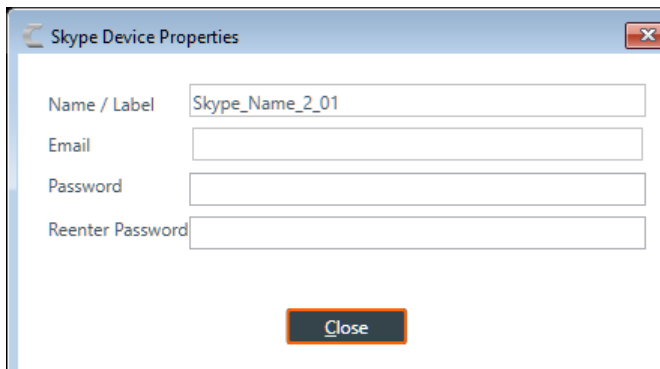 Skype Device Properties
Name / Label Skype_Name_2_01
Email
Password
Reenter Password
Close